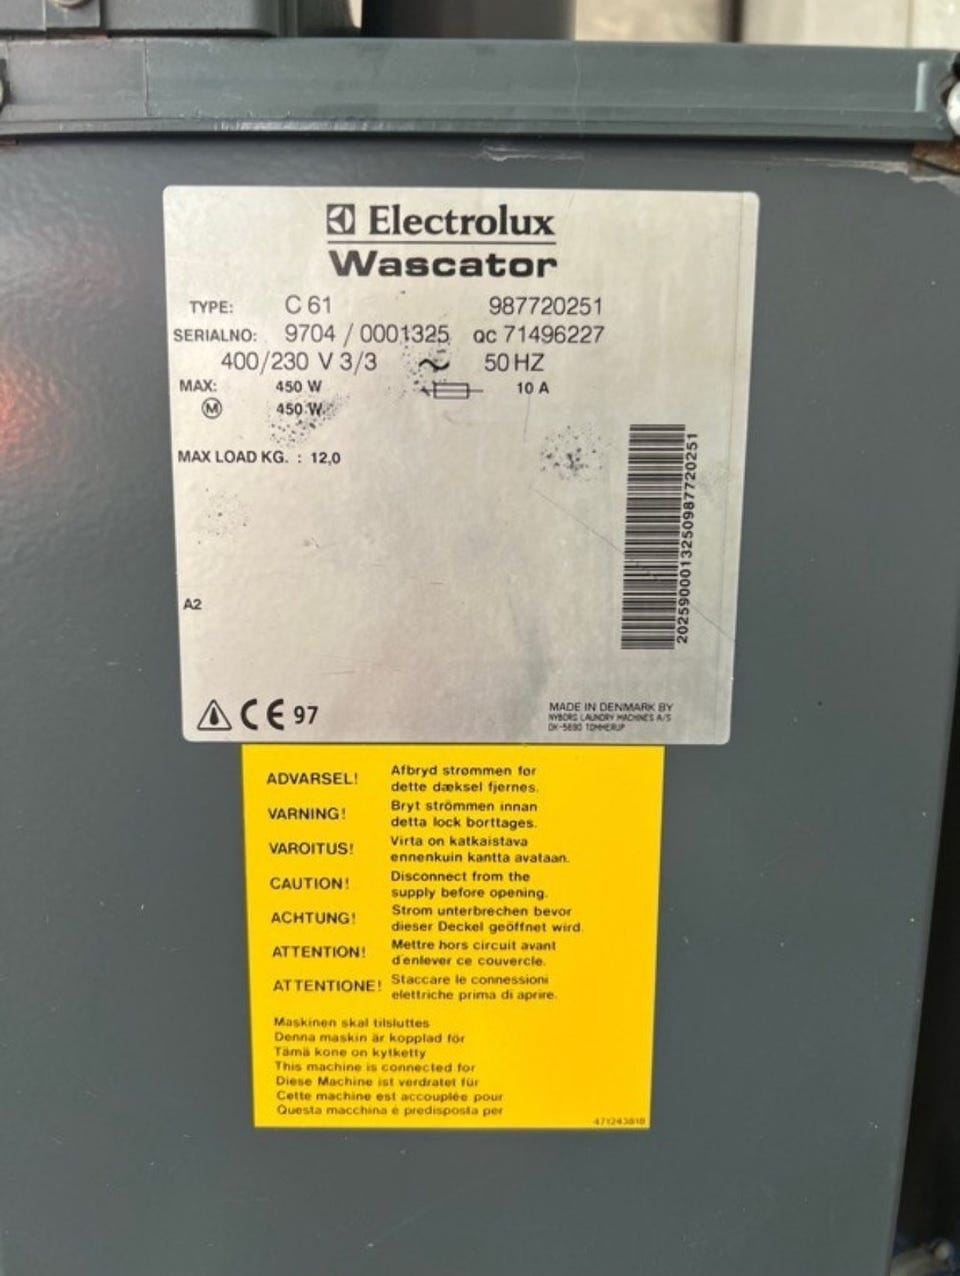 Electrolux
Wascator
TYPE: C 61 987720251
SERIALNO: 9704 / 0001325 QC 71496227
400/230 V 3/3 ~ 50 HZ
MAX: 450 W 10 A
M 450 W
MAX LOAD KG. : 12,0
2025900013250987720251
A2
CE 97
MADE IN DENMARK BY
NYBORG LAUNDRY MACHINES A/S
DK-5690 TOMMERUP
ADVARSEL! Afbryd strømmen før
dette dæksel fjernes.
VARNING! Bryt strömmen innan
detta lock borttages.
VAROITUS! Virta on katkaistava
ennenkuin kantta avataan.
CAUTION! Disconnect from the
supply before opening.
ACHTUNG! Strom unterbrechen bevor
dieser Deckel geöffnet wird.
ATTENTION! Mettre hors circuit avant
d'enlever ce couvercle.
ATTENTIONE! Staccare le connessioni
elettriche prima di aprire.
Maskinen skal tilsluttes
Denna maskin är kopplad för
Tämä kone on kytketty
This machine is connected for
Diese Machine ist verdratet für
Cette machine est accouplée pour
Questa macchina é predisposta per
471243818